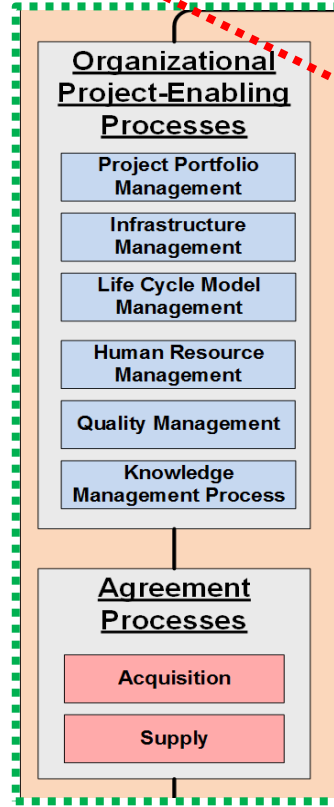 Organizational
Project-Enabling
Processes
Project Portfolio
Management
Infrastructure
Management
Life Cycle Model
Management
Human Resource
Management
Quality Management
Knowledge
Management Process
Agreement
Processes
Acquisition
Supply